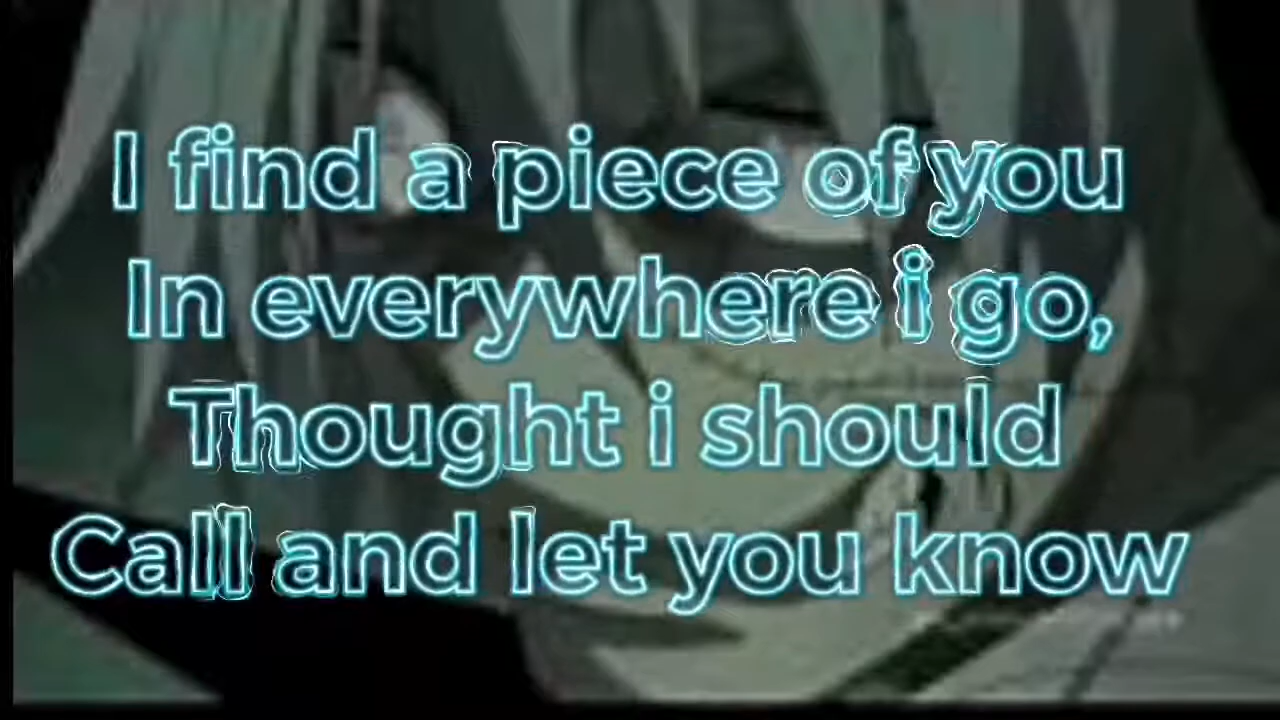 I find a piece of you
In everywhere i go,
Thought i should
Call and let you know